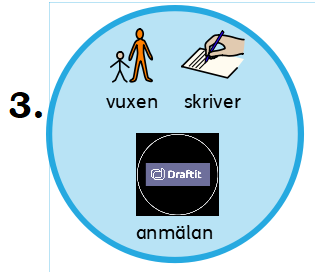 3.
vuxen skriver
Draftit
anmälan